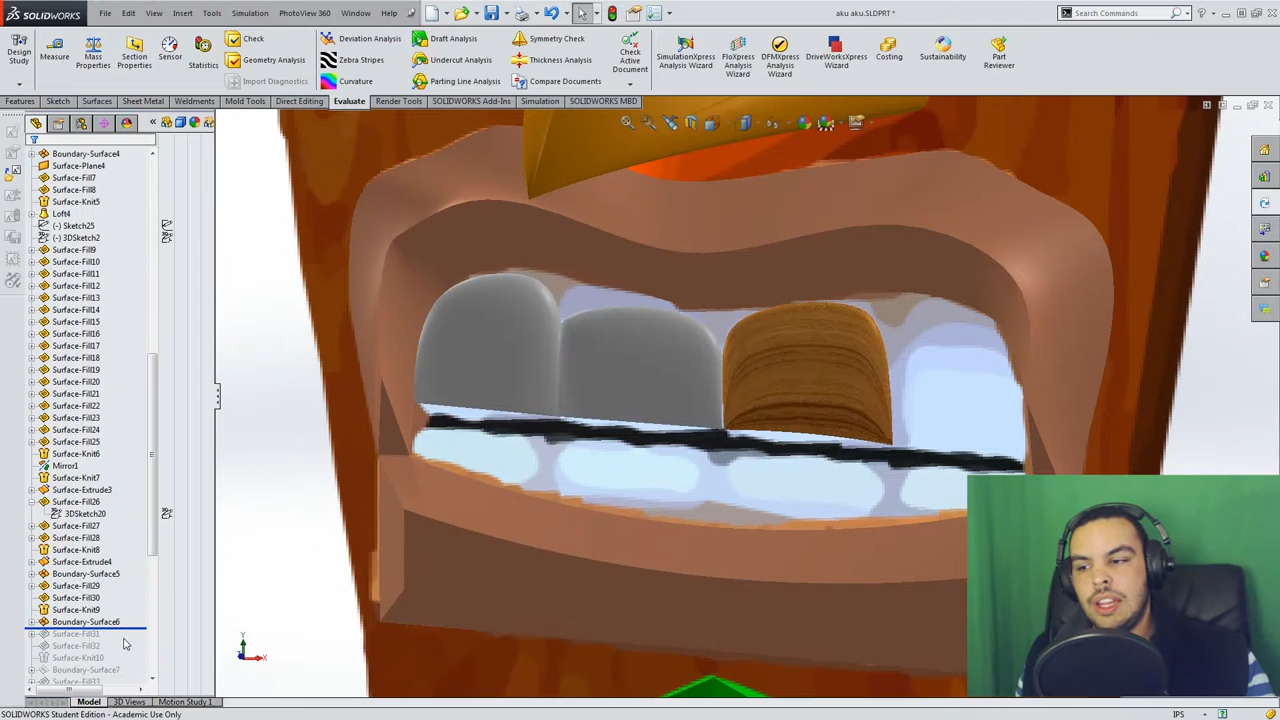 SOLIDWORKS
File Edit View Insert Tools Simulation PhotoView 360 Window Help
aku aku.SLDPRT *
Search Commands
Design Study
Measure
Mass Properties
Section Properties
Sensor
Statistics
Check
Geometry Analysis
Import Diagnostics
Deviation Analysis
Zebra Stripes
Curvature
Draft Analysis
Undercut Analysis
Parting Line Analysis
Symmetry Check
Thickness Analysis
Compare Documents
Check Active Document
SimulationXpress Analysis Wizard
FloXpress Analysis Wizard
DFMXpress Analysis Wizard
DriveWorksXpress Wizard
Costing
Sustainability
Part Reviewer
Features Sketch Surfaces Sheet Metal Weldments Mold Tools Direct Editing Evaluate Render Tools SOLIDWORKS Add-Ins Simulation SOLIDWORKS MBD
Boundary-Surface4
Surface-Plane4
Surface-Fill7
Surface-Fill8
Surface-Knit5
Loft4
(-) Sketch25
(-) 3DSketch2
Surface-Fill9
Surface-Fill10
Surface-Fill11
Surface-Fill12
Surface-Fill13
Surface-Fill14
Surface-Fill15
Surface-Fill16
Surface-Fill17
Surface-Fill18
Surface-Fill19
Surface-Fill20
Surface-Fill21
Surface-Fill22
Surface-Fill23
Surface-Fill24
Surface-Fill25
Surface-Knit6
Mirror1
Surface-Knit7
Surface-Extrude3
Surface-Fill26
3DSketch20
Surface-Fill27
Surface-Fill28
Surface-Knit8
Surface-Extrude4
Boundary-Surface5
Surface-Fill29
Surface-Fill30
Surface-Knit9
Boundary-Surface6
Surface-Fill31
Surface-Fill32
Surface-Knit10
Boundary-Surface7
Surface-Fill33
Y
X
Model 3D Views Motion Study 1
SOLIDWORKS Student Edition - Academic Use Only
IPS